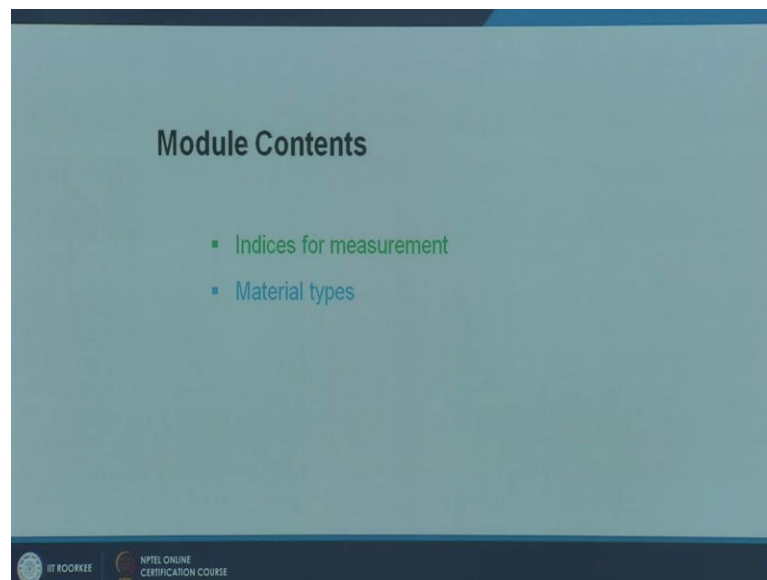 Module Contents
▪ Indices for measurement
▪ Material types
IIT ROORKEE
NPTEL ONLINE
CERTIFICATION COURSE